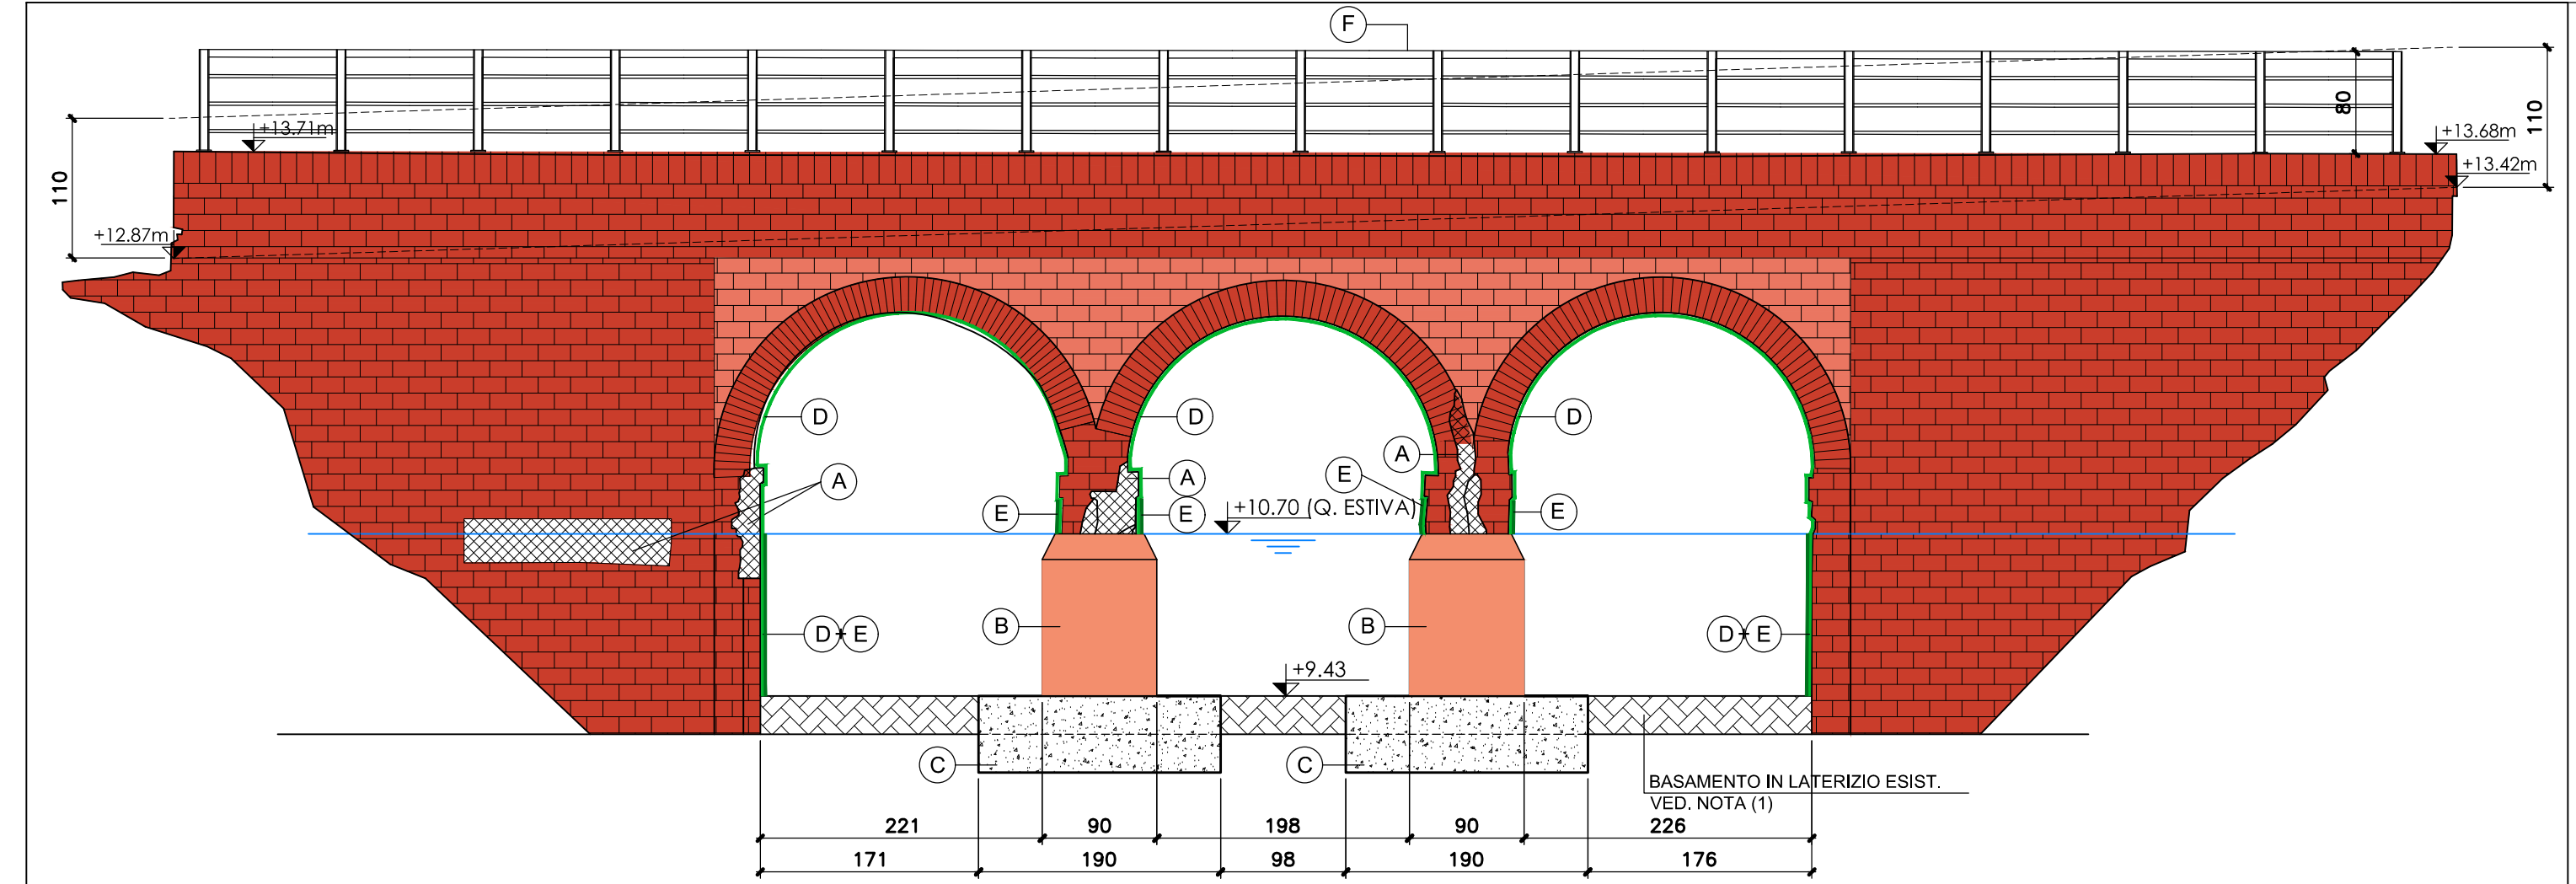 F
+13.71m
80
110
+13.68m
+13.42m
110
+12.87m
D
D
D
A
A
A
E
E
E
E
+10.70 (Q. ESTIVA)
D+E
B
B
D+E
+9.43
C
C
BASAMENTO IN LATERIZIO ESIST.
VED. NOTA (1)
221
90
198
90
226
171
190
98
190
176